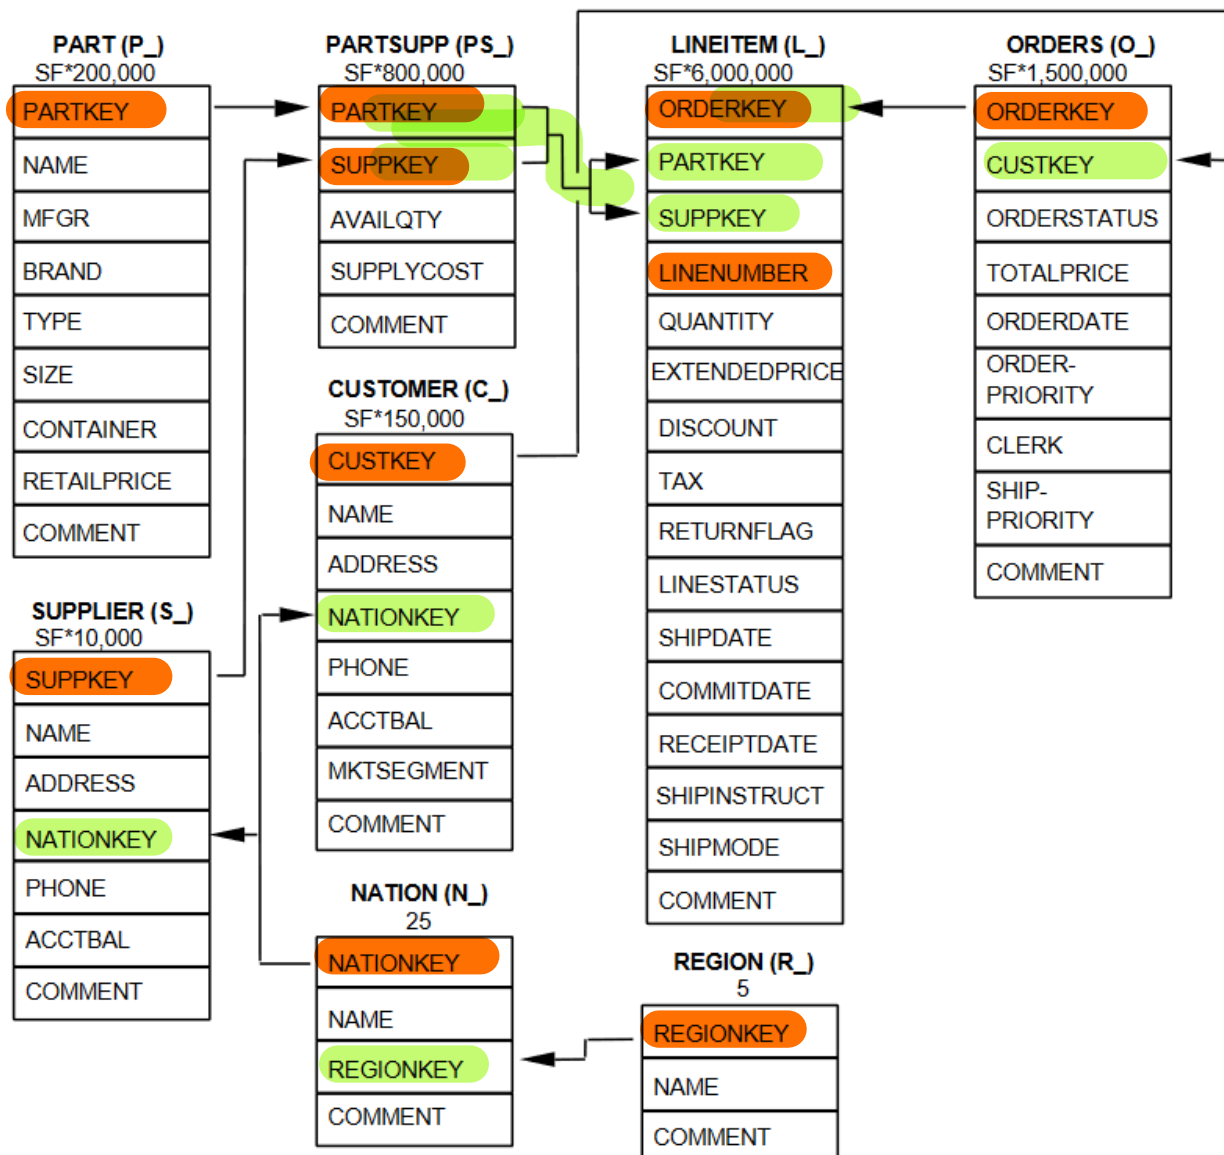 PART (P_)
SF*200,000
PARTKEY
NAME
MFGR
BRAND
TYPE
SIZE
CONTAINER
RETAILPRICE
COMMENT
SUPPLIER (S_)
SF*10,000
SUPPKEY
NAME
ADDRESS
NATIONKEY
PHONE
ACCTBAL
COMMENT
PARTSUPP (PS_)
SF*800,000
PARTKEY
SUPPKEY
AVAILQTY
SUPPLYCOST
COMMENT
CUSTOMER (C_)
SF*150,000
CUSTKEY
NAME
ADDRESS
NATIONKEY
PHONE
ACCTBAL
MKTSEGMENT
COMMENT
NATION (N_)
25
NATIONKEY
NAME
REGIONKEY
COMMENT
LINEITEM (L_)
SF*6,000,000
ORDERKEY
PARTKEY
SUPPKEY
LINENUMBER
QUANTITY
EXTENDEDPRICE
DISCOUNT
TAX
RETURNFLAG
LINESTATUS
SHIPDATE
COMMITDATE
RECEIPTDATE
SHIPINSTRUCT
SHIPMODE
COMMENT
REGION (R_)
5
REGIONKEY
NAME
COMMENT
ORDERS (O_)
SF*1,500,000
ORDERKEY
CUSTKEY
ORDERSTATUS
TOTALPRICE
ORDERDATE
ORDER-
PRIORITY
CLERK
SHIP-
PRIORITY
COMMENT